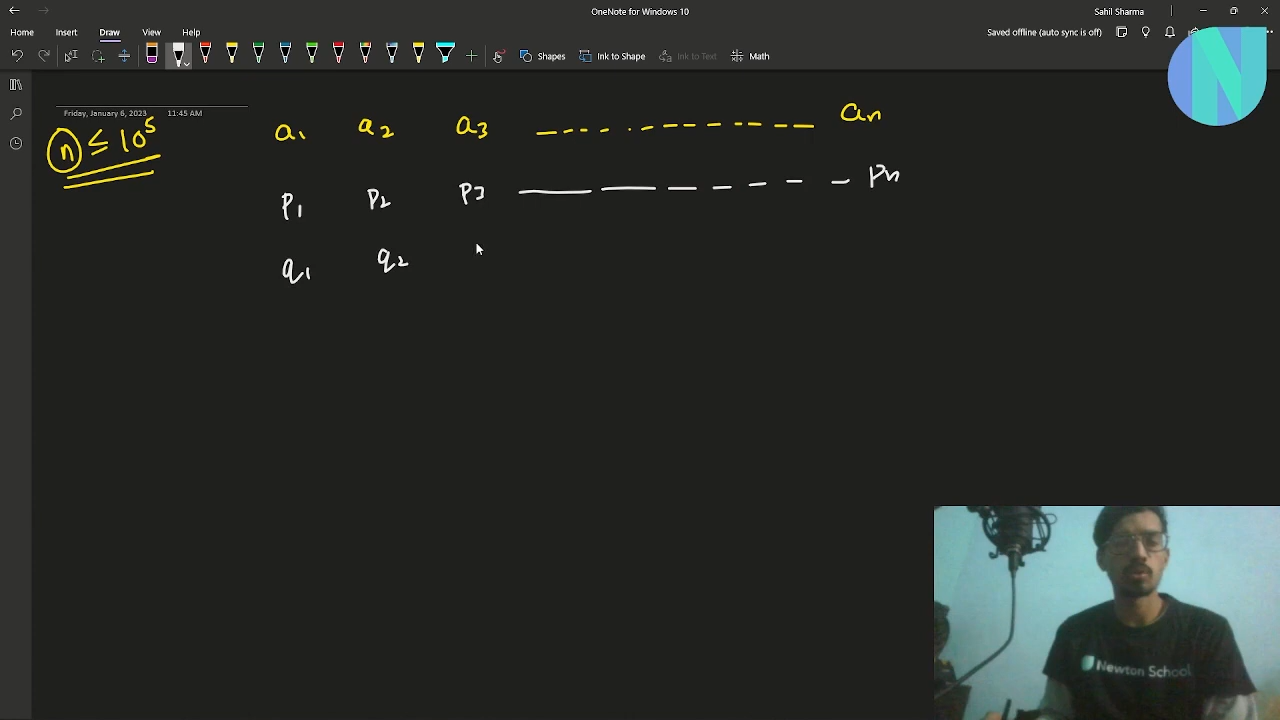 OneNote for Windows 10
Sahil Sharma
Home Insert Draw View Help
Saved offline (auto sync is off)
Shapes Ink to Shape Ink to Text Math
Friday, January 6, 2023 11:45 AM
n ≤ 10⁵
a₁ a₂ a₃ aₙ
p₁ p₂ p₃ pₙ
q₁ q₂
Newton School
N